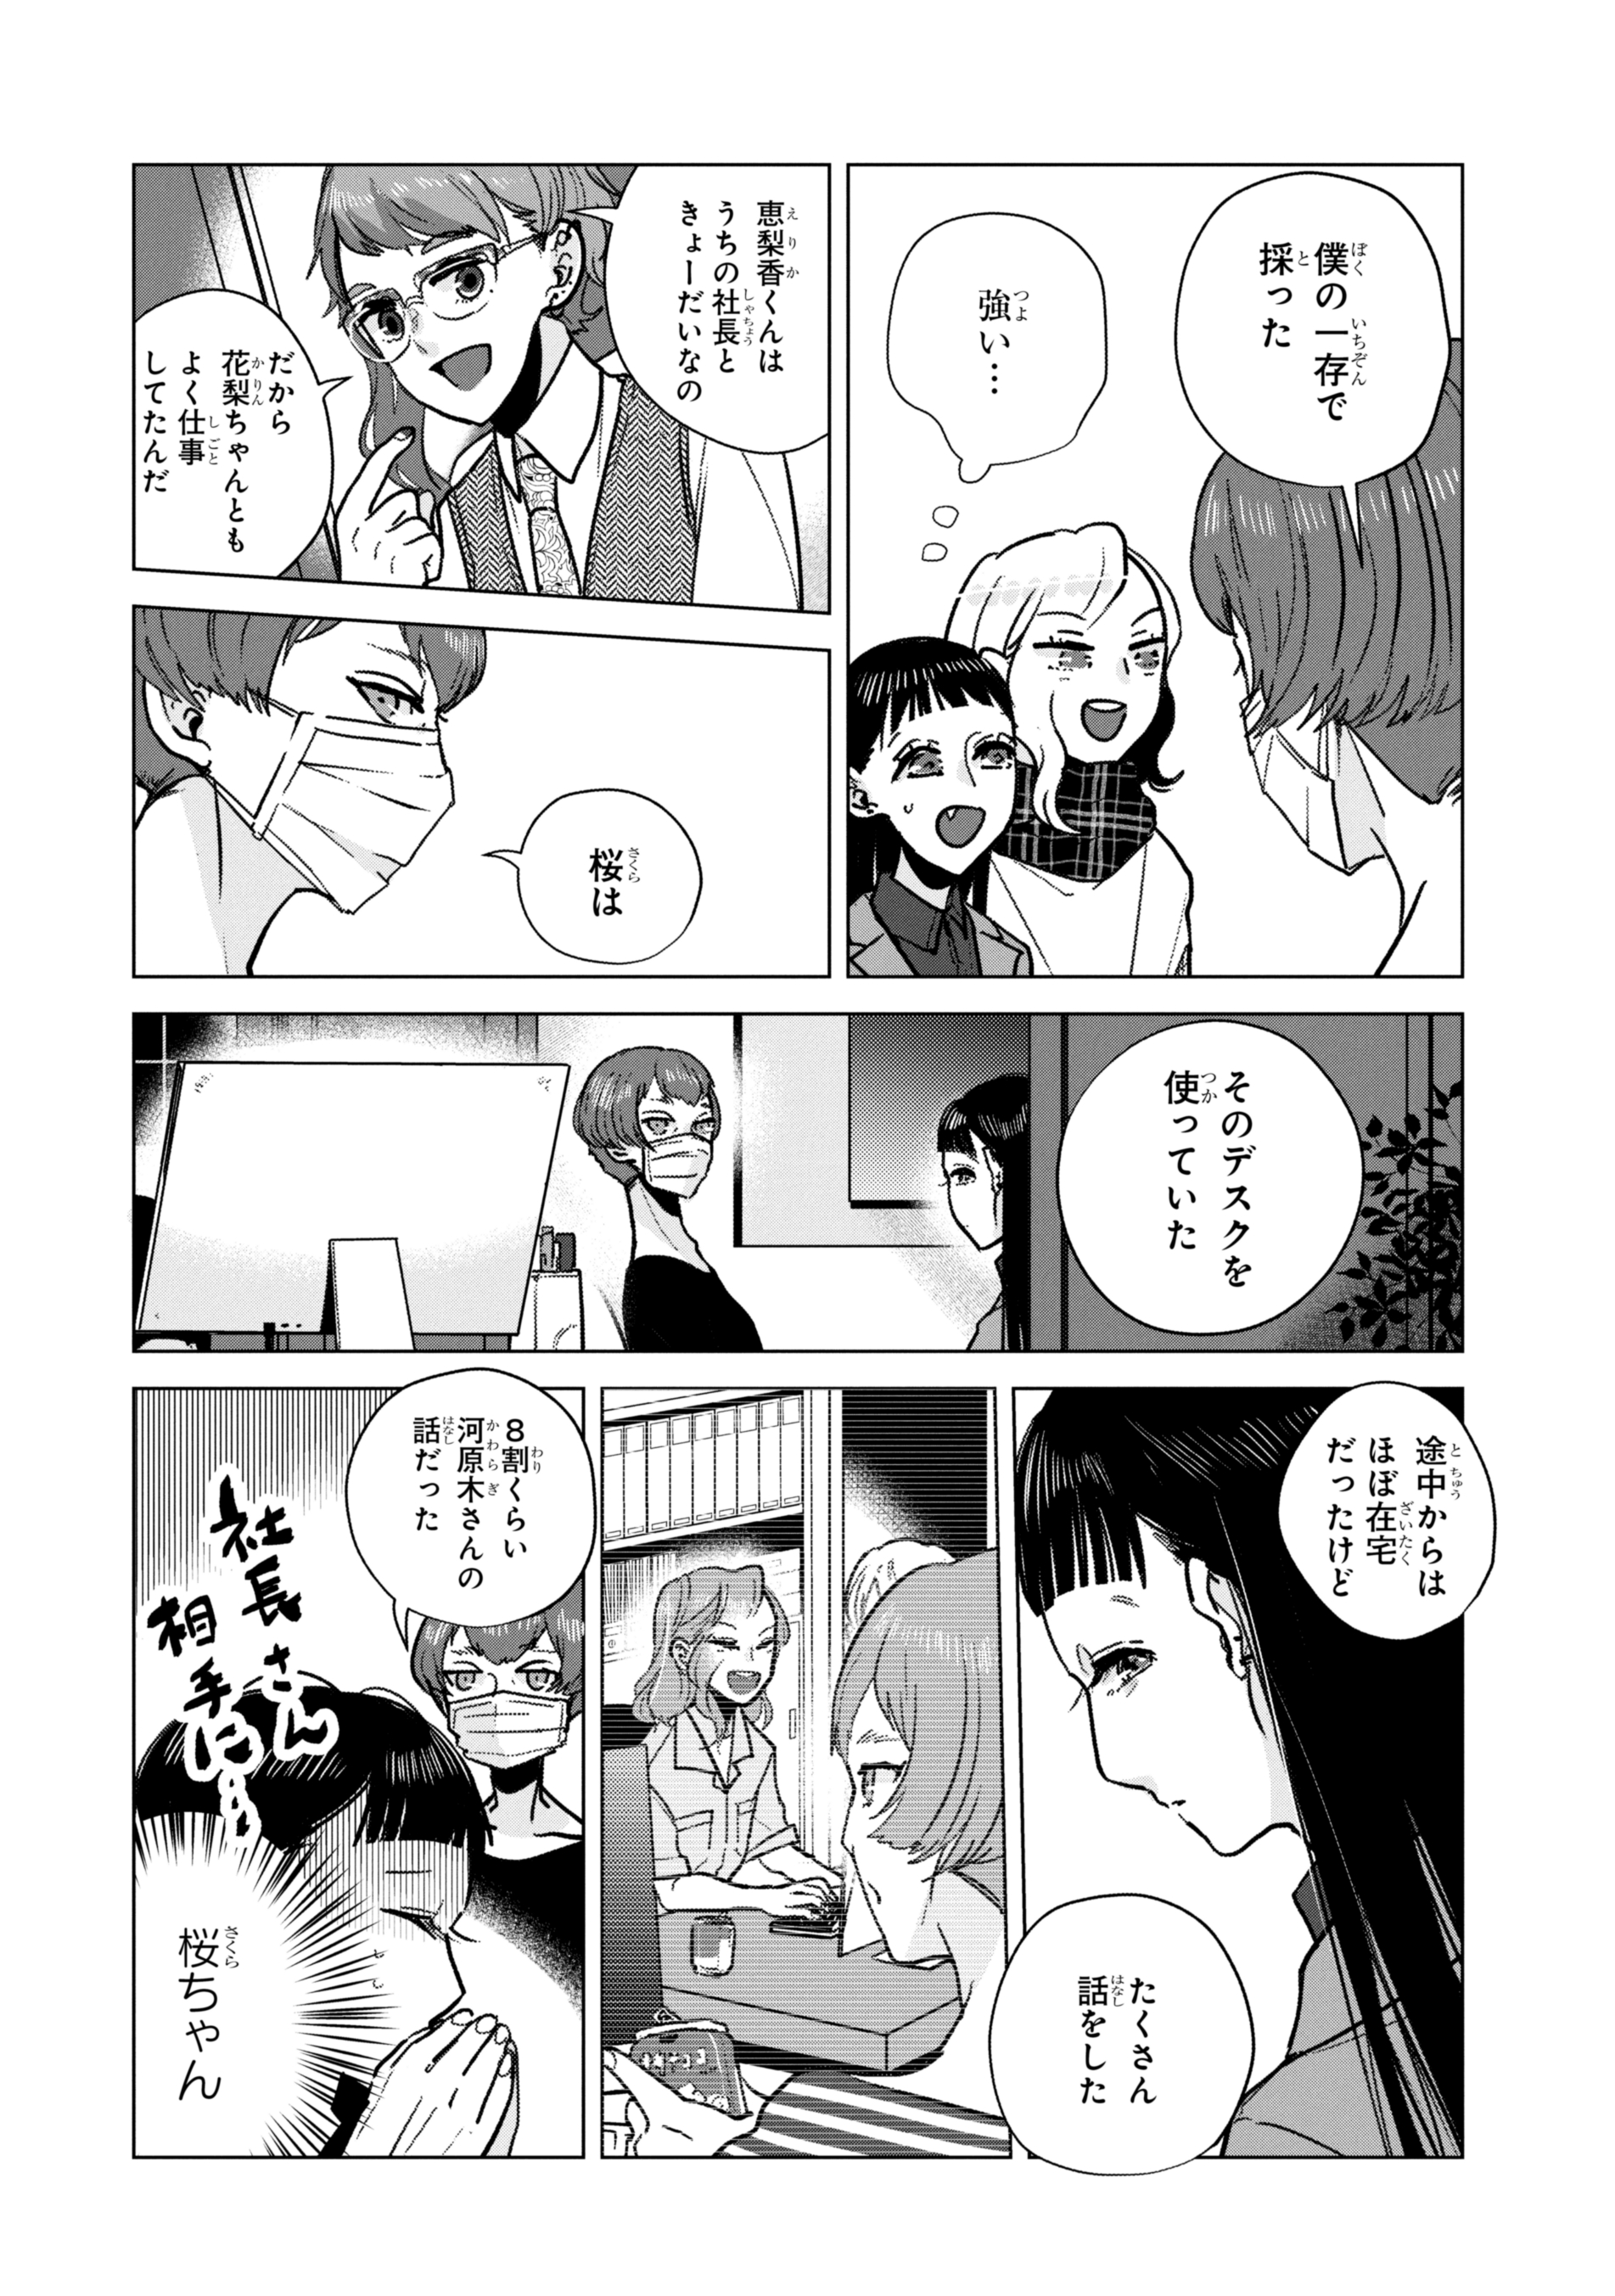 僕の一存で
採った
強い…
恵梨香くんは
うちの社長と
きょーだいなの
だから
花梨ちゃんとも
よく仕事
してたんだ
桜は
そのデスクを
使っていた
途中からは
ほぼ在宅
だったけど
たくさん
話をした
8割くらい
河原木さんの
話だった
社長さん
相手に……
桜ちゃん